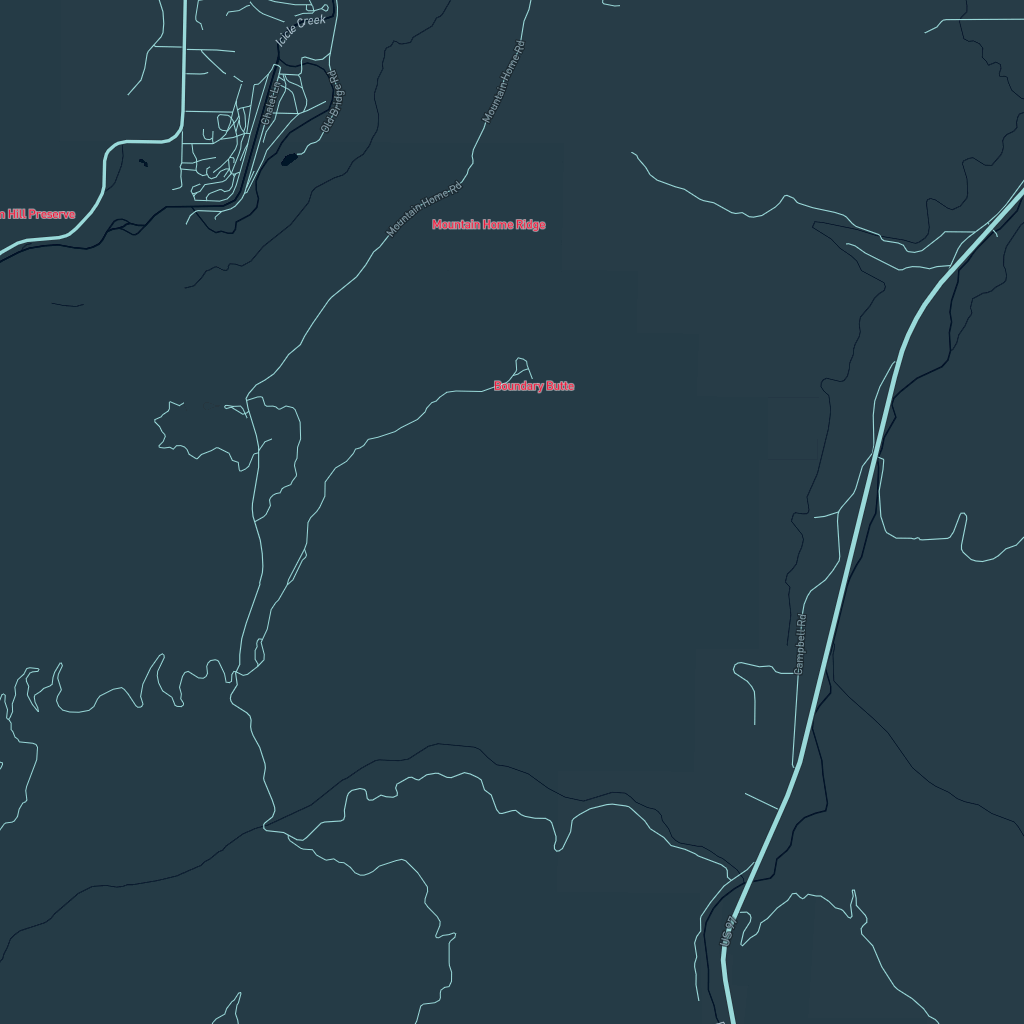 Icicle Creek
Mountain Home Rd
Chalet Ln
Old Bridge Rd
Mountain Home Rd
n Hill Preserve
Mountain Home Ridge
Boundary Butte
Campbell Rd
US 97